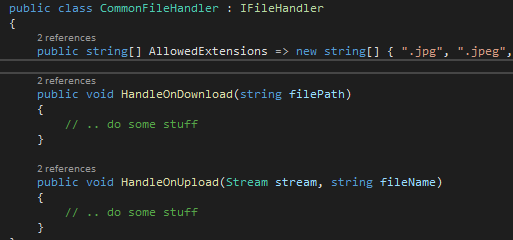 public class CommonFileHandler : IFileHandler
{
2 references
public string[] AllowedExtensions => new string[] { ".jpg", ".jpeg",
2 references
public void HandleOnDownload(string filePath)
{
// .. do some stuff
}
2 references
public void HandleOnUpload(Stream stream, string fileName)
{
// .. do some stuff
}